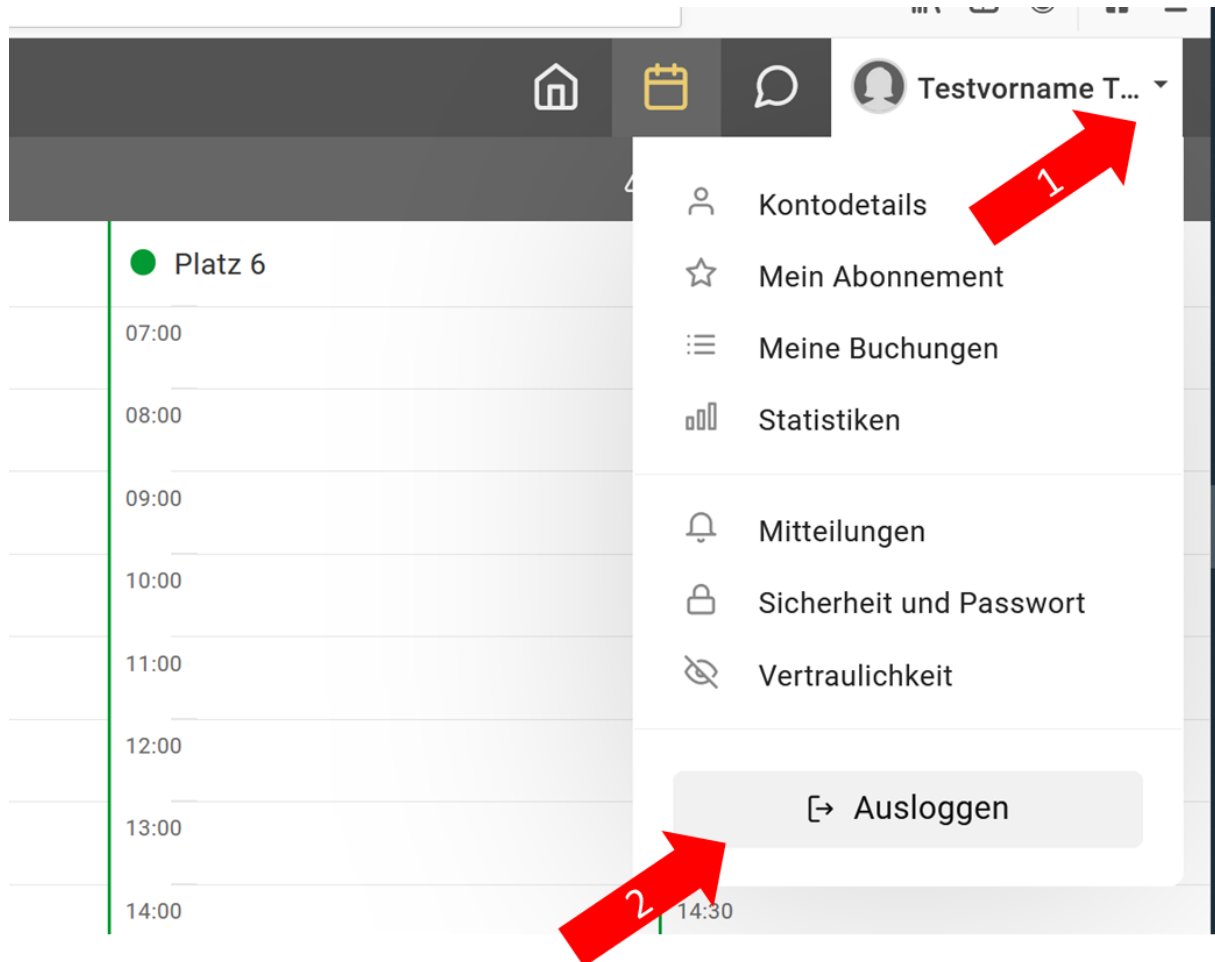 Testvorname T...
1
Kontodetails
Platz 6
Mein Abonnement
07:00
Meine Buchungen
08:00
Statistiken
09:00
Mitteilungen
10:00
Sicherheit und Passwort
11:00
Vertraulichkeit
12:00
Ausloggen
13:00
2
14:00
14:30